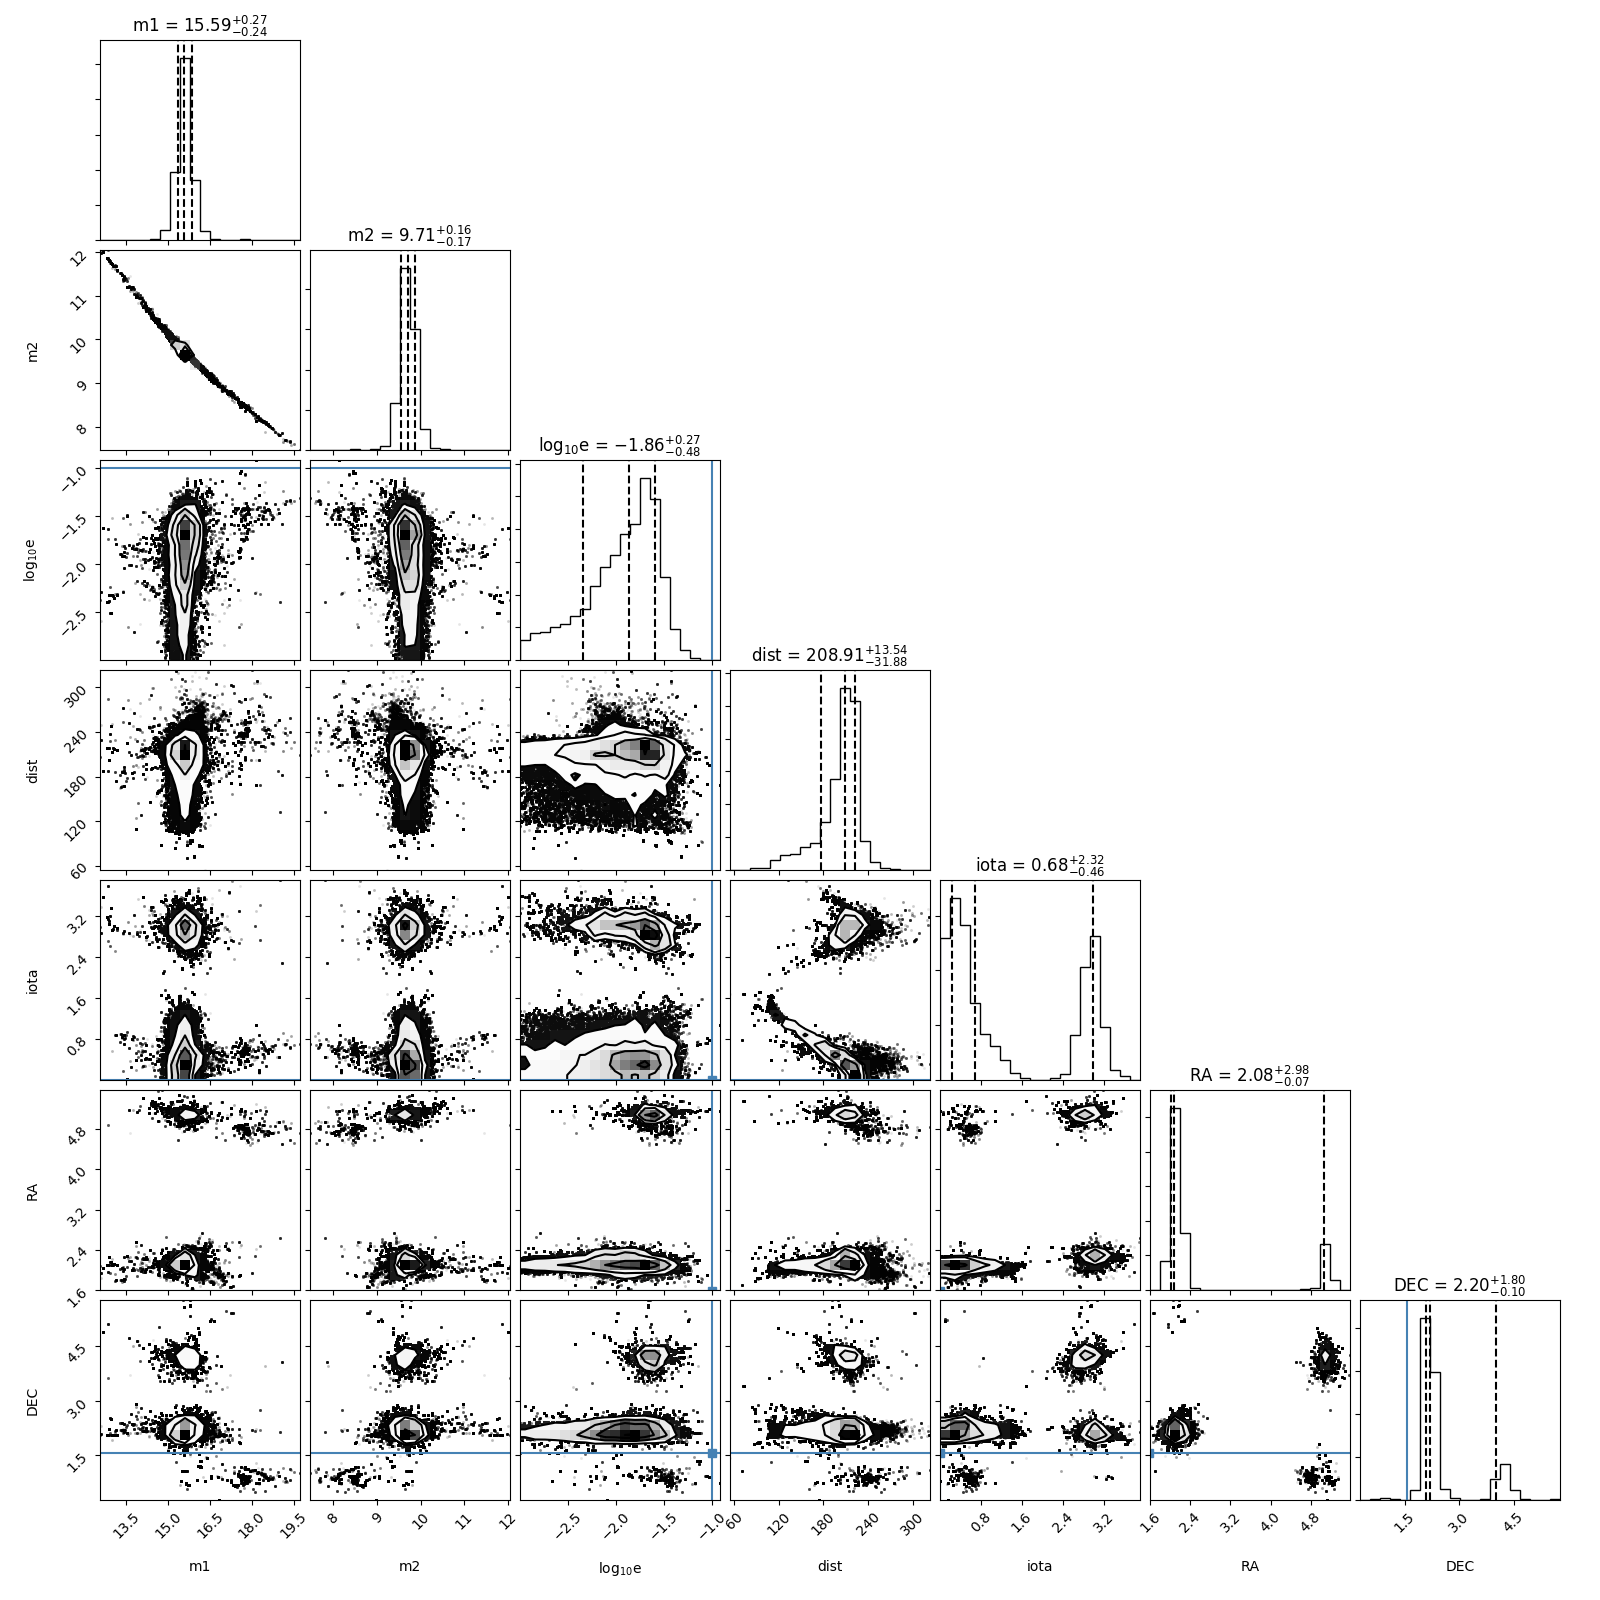 m1 = 15.59 +0.27 −0.24
m2 = 9.71 +0.16 −0.17
m2
12
11
10
9
8
log10e = −1.86 +0.27 −0.48
log10e
−1.0
−1.5
−2.0
−2.5
dist = 208.91 +13.54 −31.88
dist
300
240
180
120
60
iota = 0.68 +2.32 −0.46
iota
3.2
2.4
1.6
0.8
RA = 2.08 +2.98 −0.07
RA
4.8
4.0
3.2
2.4
1.6
DEC = 2.20 +1.80 −0.10
DEC
4.5
3.0
1.5
13.5 15.0 16.5 18.0 19.5 8 9 10 11 12 −2.5 −2.0 −1.5 −1.0 60 120 180 240 300 0.8 1.6 2.4 3.2 1.6 2.4 3.2 4.0 4.8 1.5 3.0 4.5
m1 m2 log10e dist iota RA DEC